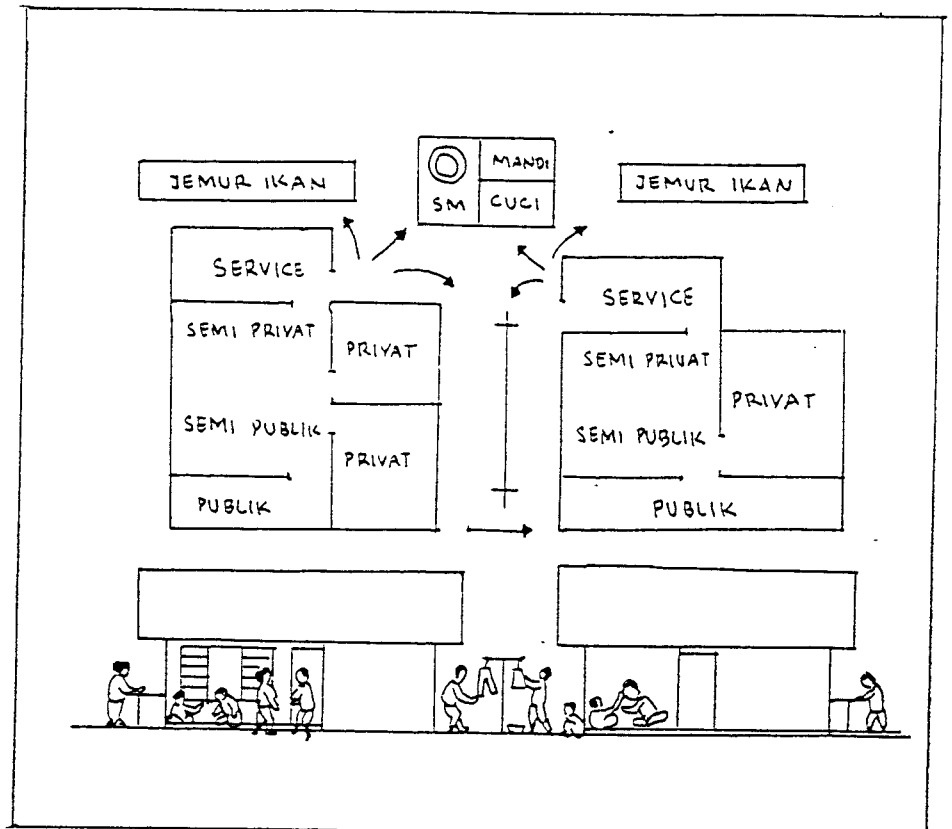 JEMUR IKAN
MANDI
SM
CUCI
JEMUR IKAN
SERVICE
SEMI PRIVAT
PRIVAT
SEMI PUBLIK
PRIVAT
PUBLIK
SERVICE
SEMI PRIVAT
PRIVAT
SEMI PUBLIK
PUBLIK